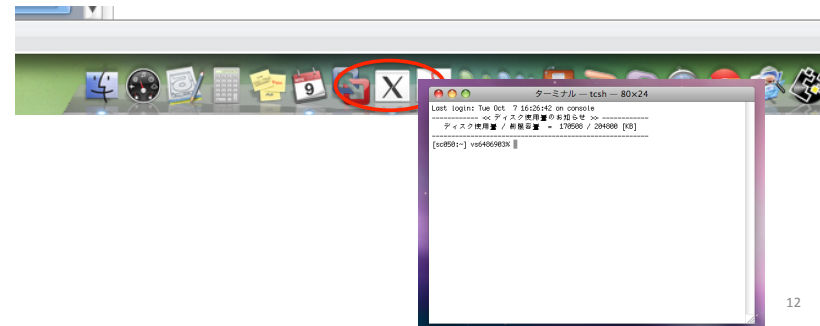 9
X
ターミナル — tcsh — 80×24
Last login: Tue Oct  7 16:26:42 on console
------------ << ディスク使用量のお知らせ >> ------------
ディスク使用量 / 制限容量 = 170508 / 204800 [KB]
------------------------------------------------------
[sc050:~] vs6486903%
12